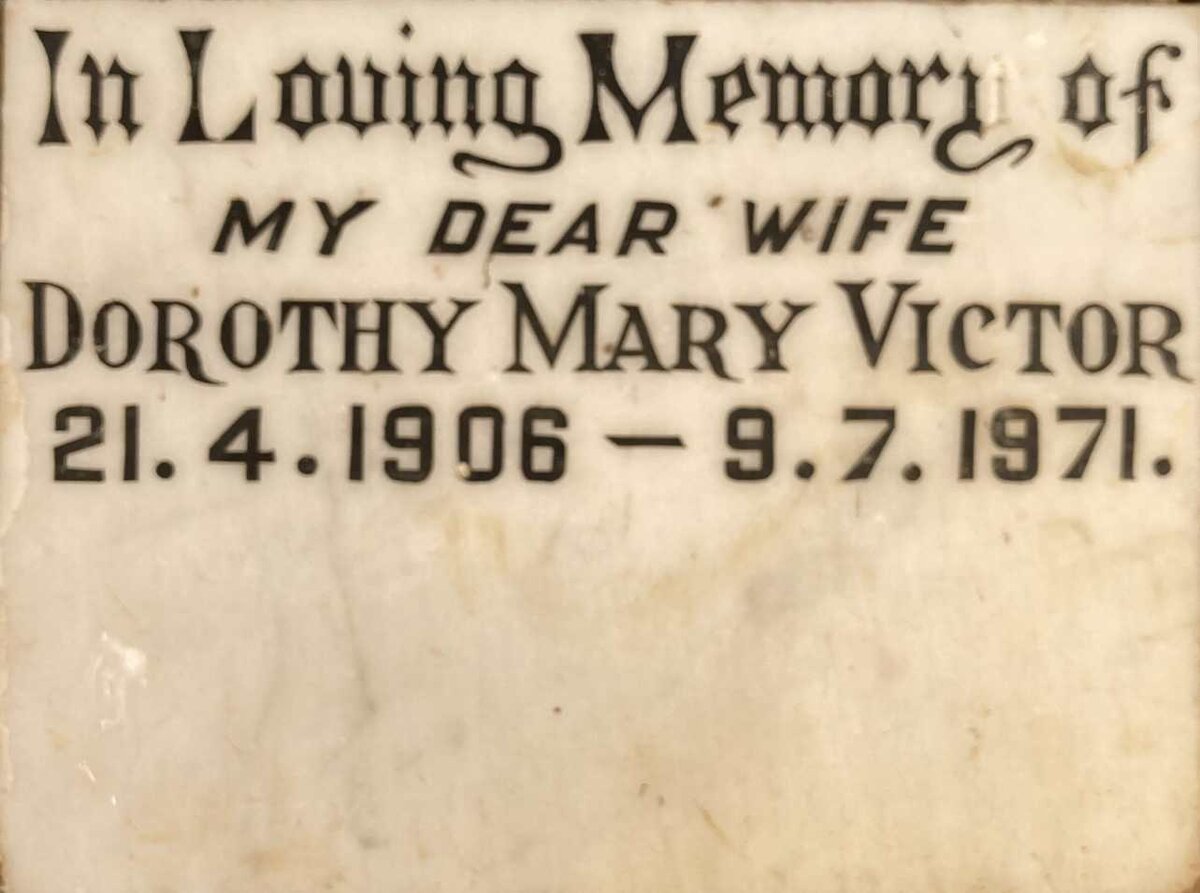 In Loving Memory of
MY DEAR WIFE
DOROTHY MARY VICTOR
21.4.1906 — 9.7.1971.